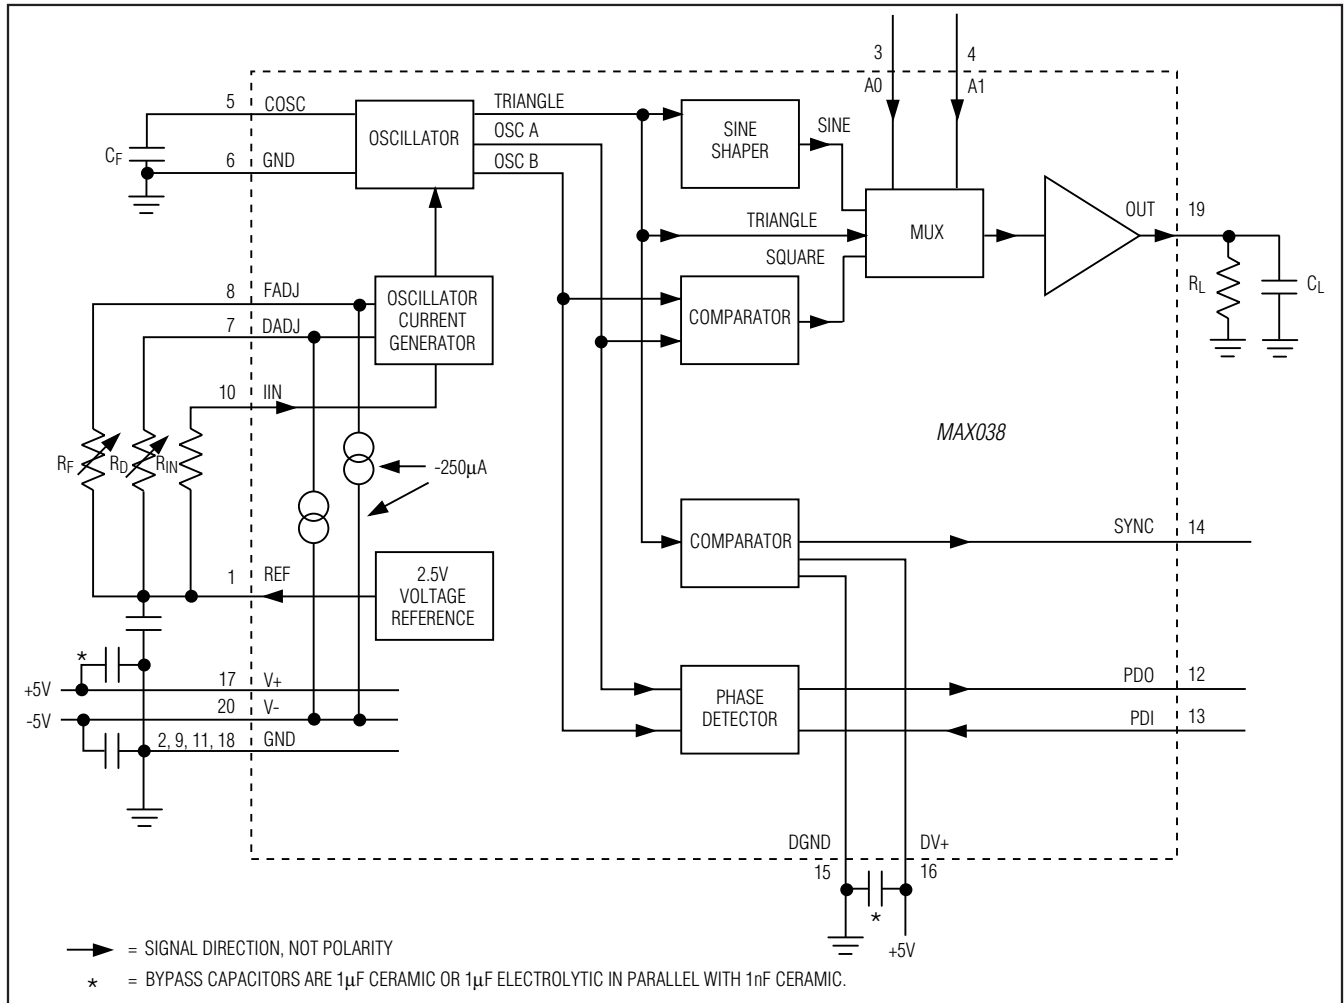 3
4
A0
A1
5
COSC
OSCILLATOR
TRIANGLE
OSC A
OSC B
SINE
SHAPER
SINE
CF
6
GND
TRIANGLE
MUX
OUT
19
SQUARE
RL
CL
8
FADJ
7
DADJ
OSCILLATOR
CURRENT
GENERATOR
COMPARATOR
10
IIN
MAX038
RF
RD
RIN
-250µA
COMPARATOR
SYNC
14
1
REF
2.5V
VOLTAGE
REFERENCE
*
+5V
17
V+
-5V
20
V-
2, 9, 11, 18
GND
PHASE
DETECTOR
PDO
12
PDI
13
DGND
DV+
15
16
*
+5V
= SIGNAL DIRECTION, NOT POLARITY
* = BYPASS CAPACITORS ARE 1µF CERAMIC OR 1µF ELECTROLYTIC IN PARALLEL WITH 1nF CERAMIC.